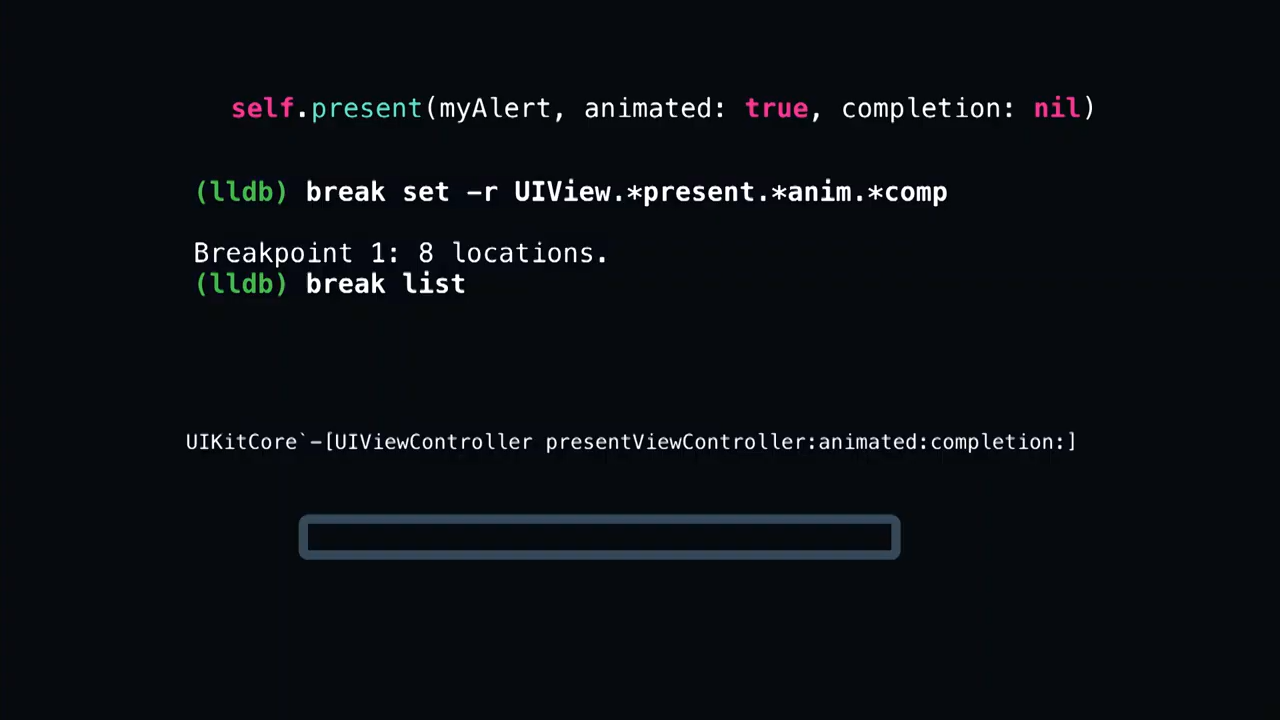 self.present(myAlert, animated: true, completion: nil)
(lldb) break set -r UIView.*present.*anim.*comp
Breakpoint 1: 8 locations.
(lldb) break list
UIKitCore`-[UIViewController presentViewController:animated:completion:]